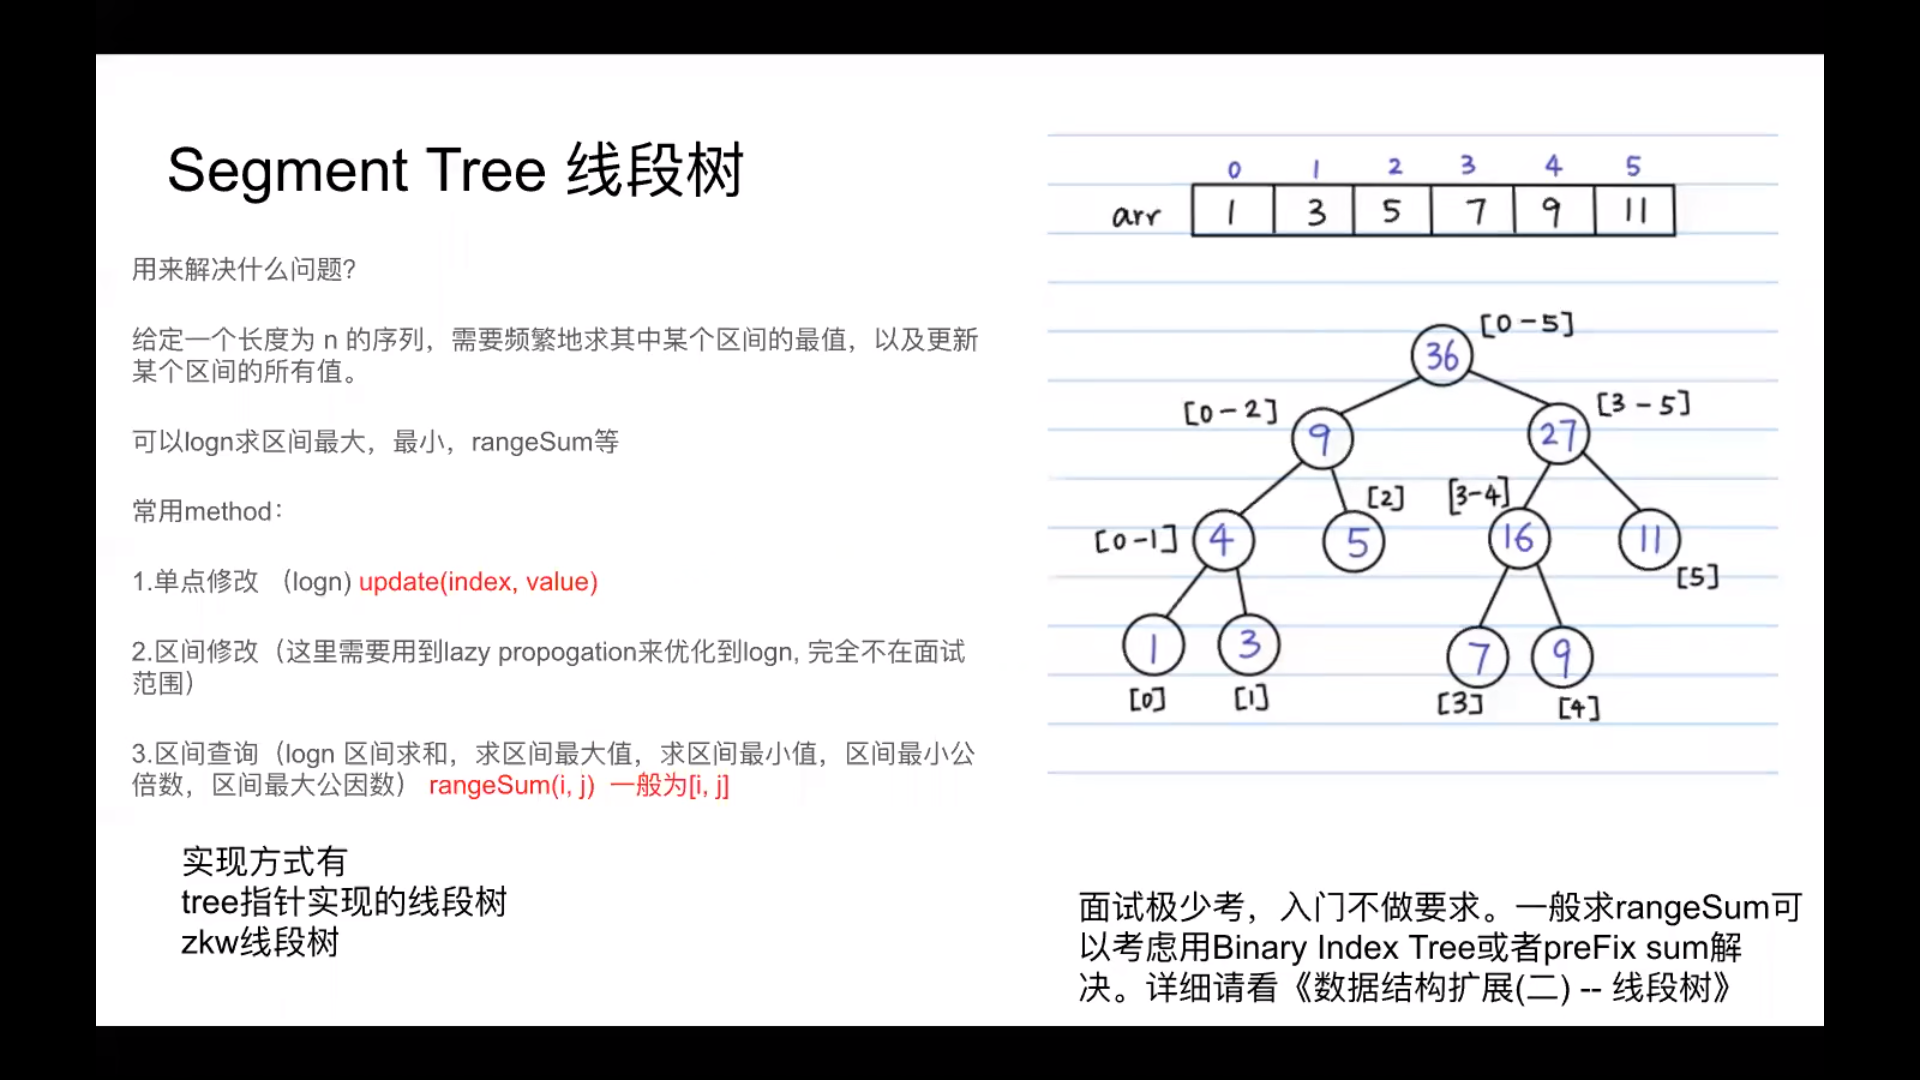 Segment Tree 线段树
用来解决什么问题?
给定一个长度为 n 的序列，需要频繁地求其中某个区间的最值，以及更新
某个区间的所有值。
可以logn求区间最大，最小，rangeSum等
常用method：
1.单点修改 （logn) update(index, value)
2.区间修改（这里需要用到lazy propogation来优化到logn, 完全不在面试
范围）
3.区间查询（logn 区间求和，求区间最大值，求区间最小值，区间最小公
倍数，区间最大公因数） rangeSum(i, j) 一般为[i, j]
实现方式有
tree指针实现的线段树
zkw线段树
0 1 2 3 4 5
arr 1 3 5 7 9 11
36 [0-5]
[0-2] 9 27 [3-5]
[0-1] 4 5 [2] [3-4] 16 11 [5]
1 3 7 9
[0] [1] [3] [4]
面试极少考，入门不做要求。一般求rangeSum可
以考虑用Binary Index Tree或者preFix sum解
决。详细请看《数据结构扩展(二) -- 线段树》